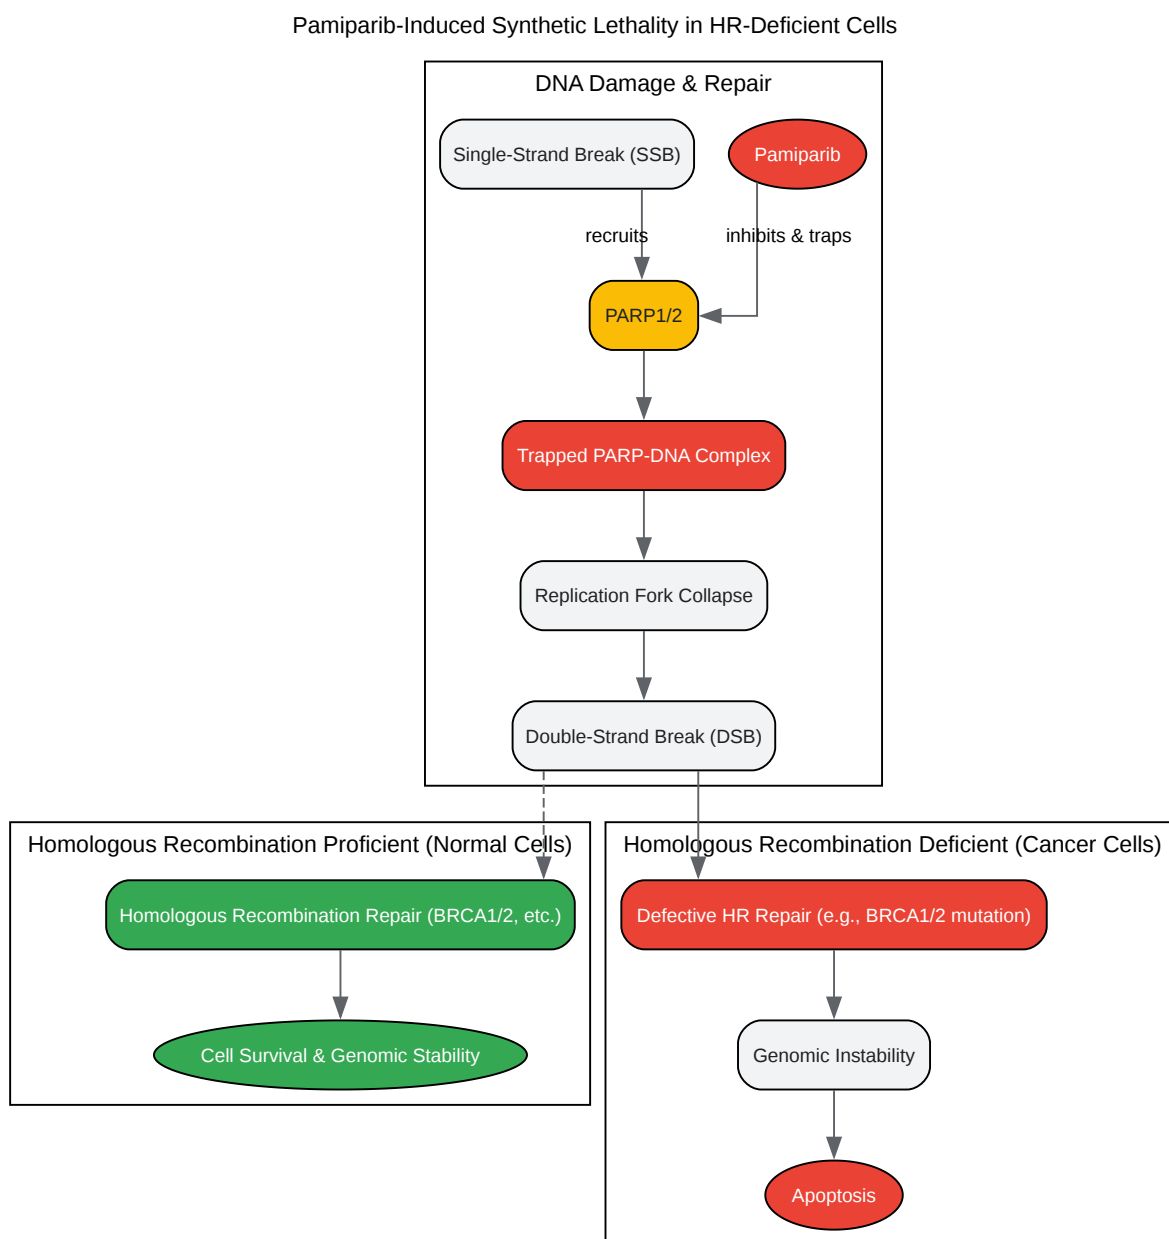 Pamiparib-Induced Synthetic Lethality in HR-Deficient Cells
DNA Damage & Repair
Single-Strand Break (SSB)
Pamiparib
recruits
inhibits & traps
PARP1/2
Trapped PARP-DNA Complex
Replication Fork Collapse
Double-Strand Break (DSB)
Homologous Recombination Proficient (Normal Cells)
Homologous Recombination Repair (BRCA1/2, etc.)
Cell Survival & Genomic Stability
Homologous Recombination Deficient (Cancer Cells)
Defective HR Repair (e.g., BRCA1/2 mutation)
Genomic Instability
Apoptosis